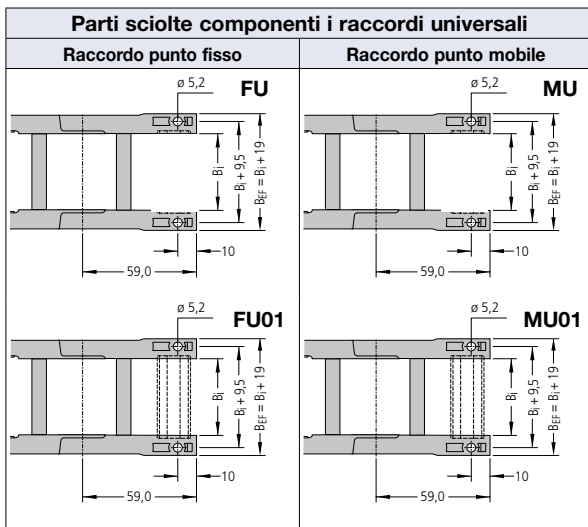 Parti sciolte componenti i raccordi universali
Raccordo punto fisso
Raccordo punto mobile
ø 5,2
FU
Bi
Bi + 9,5
BEF = Bi + 19
10
59,0
ø 5,2
MU
Bi
Bi + 9,5
BEF = Bi + 19
10
59,0
ø 5,2
FU01
Bi
Bi + 9,5
BEF = Bi + 19
10
59,0
ø 5,2
MU01
Bi
Bi + 9,5
BEF = Bi + 19
10
59,0